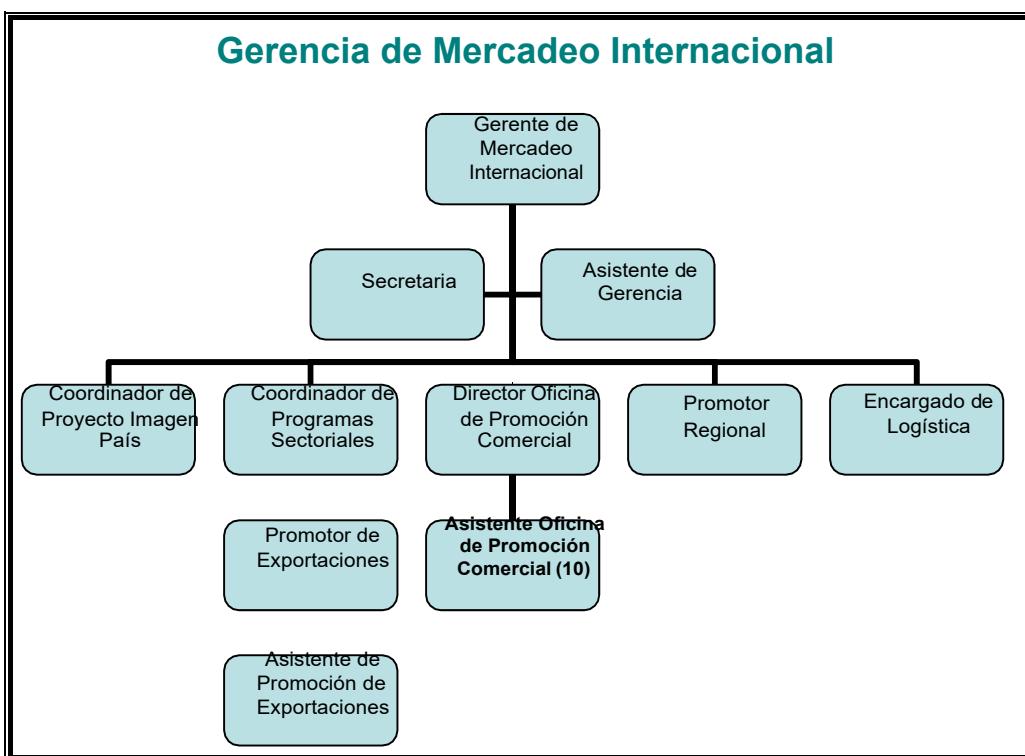 Gerencia de Mercadeo Internacional
Gerente de
Mercadeo
Internacional
Secretaria
Asistente de
Gerencia
Coordinador de
Proyecto Imagen
País
Coordinador de
Programas
Sectoriales
Director Oficina
de Promoción
Comercial
Promotor
Regional
Encargado de
Logística
Promotor de
Exportaciones
Asistente Oficina
de Promoción
Comercial (10)
Asistente de
Promoción de
Exportaciones